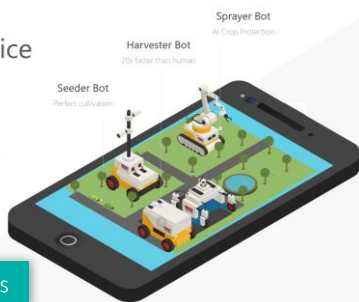 Sprayer Bot
AI Crop Protection
ice
Harvester Bot
20x faster than human
Seeder Bot
Perfect cultivation
s